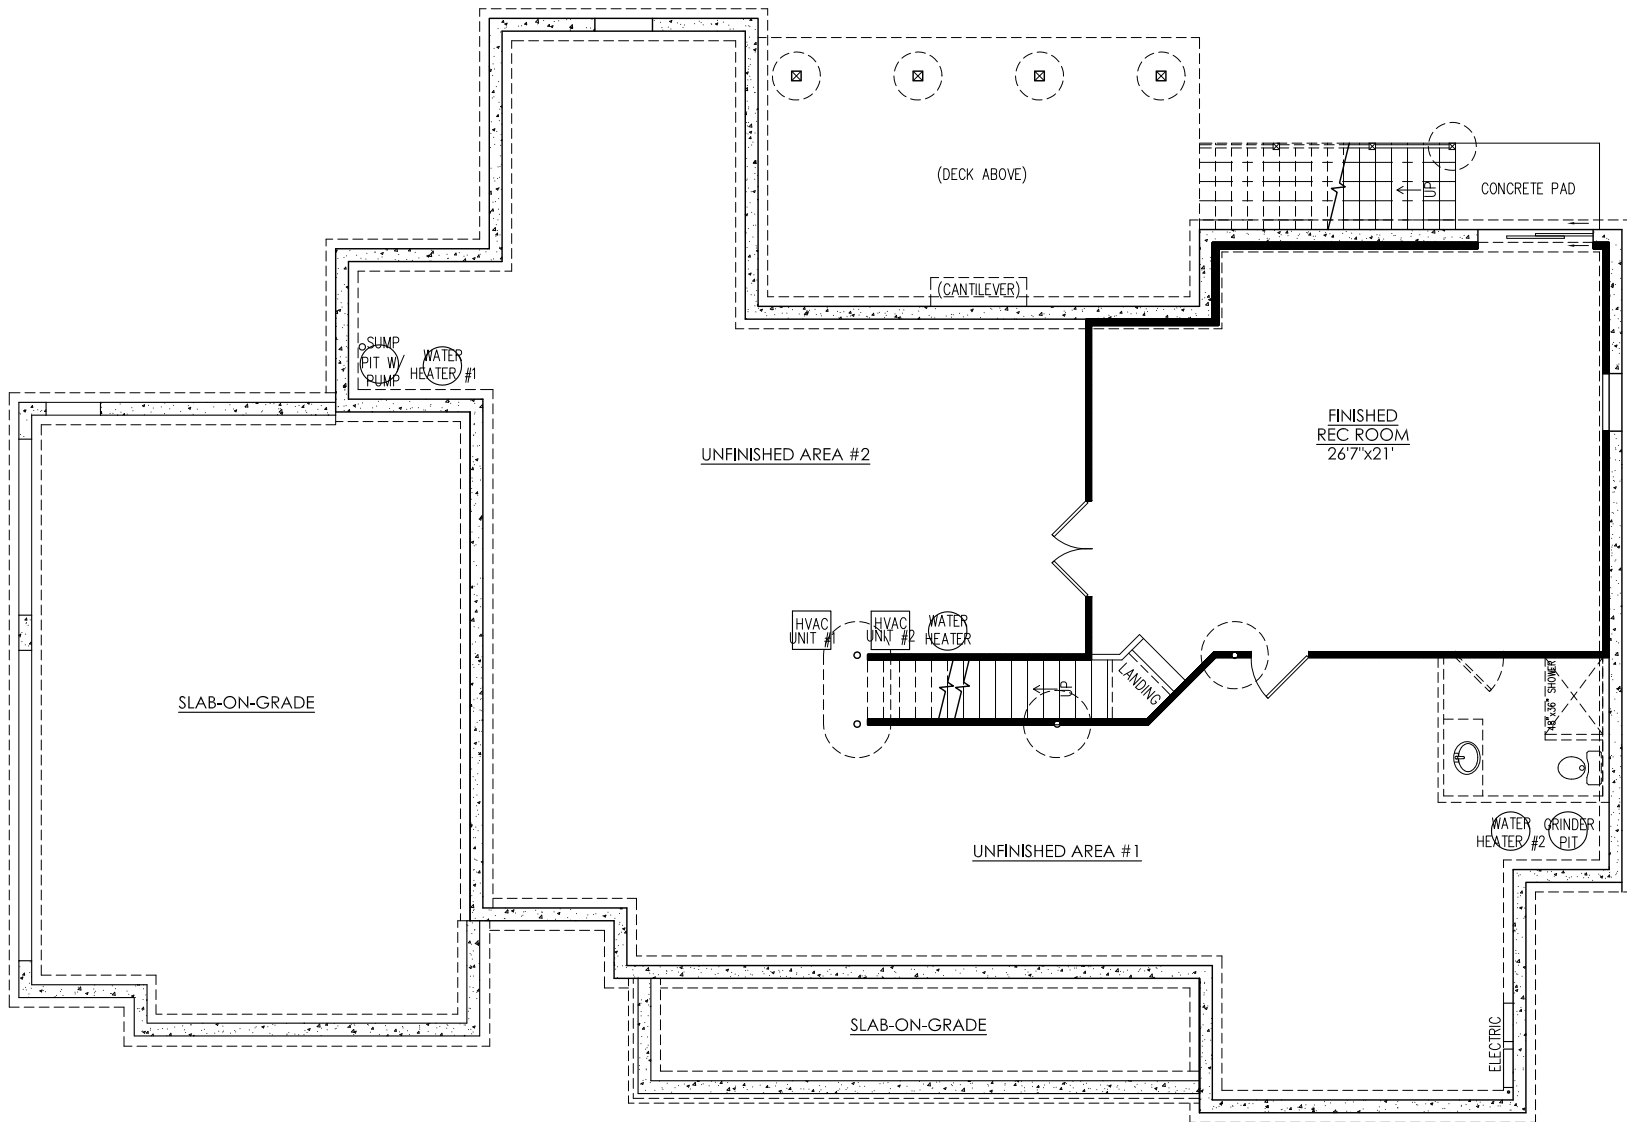 (DECK ABOVE)
UP
CONCRETE PAD
(CANTILEVER)
SUMP
PIT W/
PUMP
WATER
HEATER #1
UNFINISHED AREA #2
FINISHED
REC ROOM
26'7"x21'
HVAC
UNIT #1
HVAC
UNIT #2
WATER
HEATER
UP
LANDING
48"x36" SHOWER
SLAB-ON-GRADE
WATER
HEATER #2
GRINDER
PIT
UNFINISHED AREA #1
SLAB-ON-GRADE
ELECTRIC